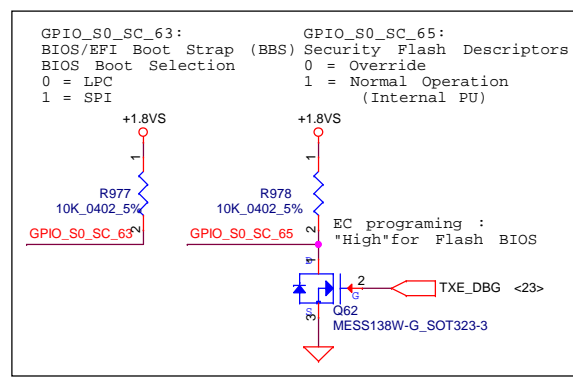 GPIO_S0_SC_63:
BIOS/EFI Boot Strap (BBS)
BIOS Boot Selection
0 = LPC
1 = SPI
GPIO_S0_SC_65:
Security Flash Descriptors
0 = Override
1 = Normal Operation
(Internal PU)
+1.8VS
+1.8VS
1
1
R977
10K_0402_5%
R978
10K_0402_5%
2
2
GPIO_S0_SC_63
GPIO_S0_SC_65
EC programing :
"High"for Flash BIOS
D
1
2
G
TXE_DBG <23>
S
3
Q62
MESS138W-G_SOT323-3